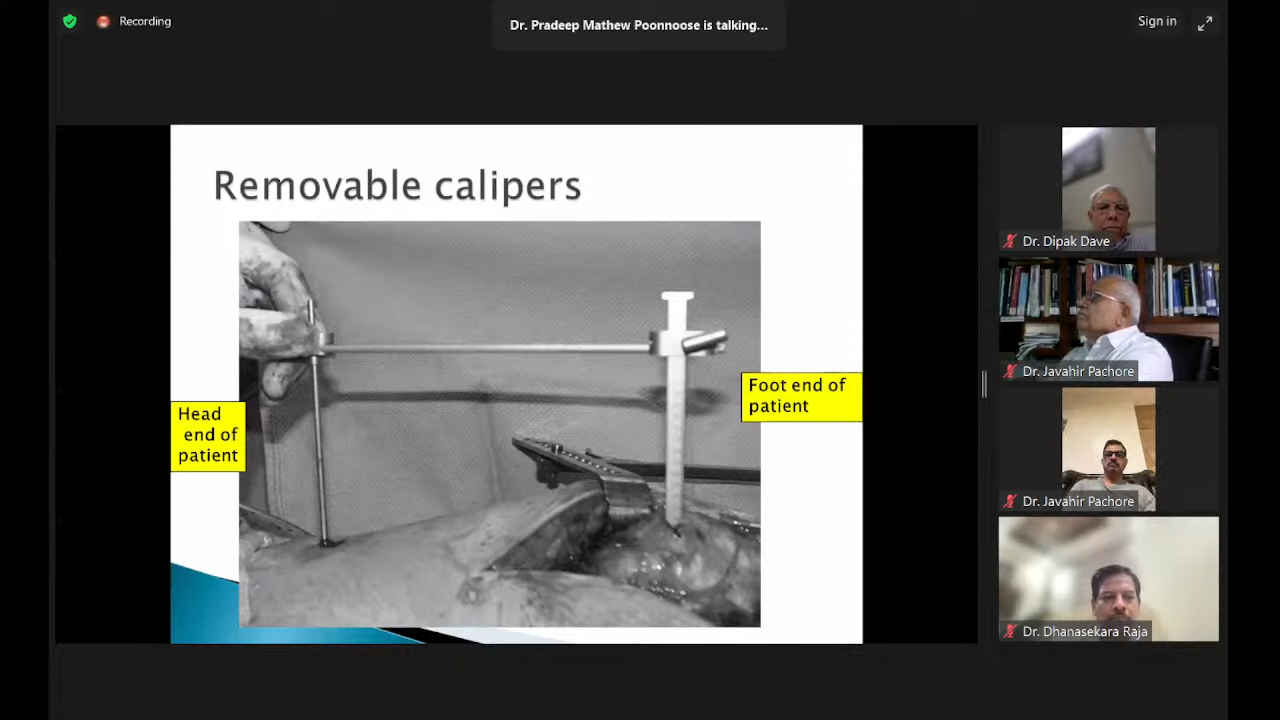 Recording
Dr. Pradeep Mathew Poonnoose is talking...
Sign in
Removable calipers
Head
end of
patient
Foot end of
patient
Dr. Dipak Dave
Dr. Javahir Pachore
Dr. Javahir Pachore
Dr. Dhanasekara Raja